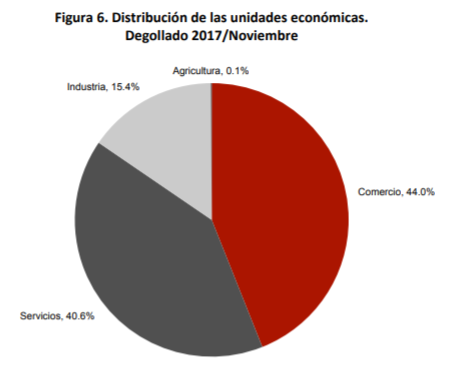 Figura 6. Distribución de las unidades económicas.
Degollado 2017/Noviembre
Agricultura, 0.1%
Industria, 15.4%
Comercio, 44.0%
Servicios, 40.6%